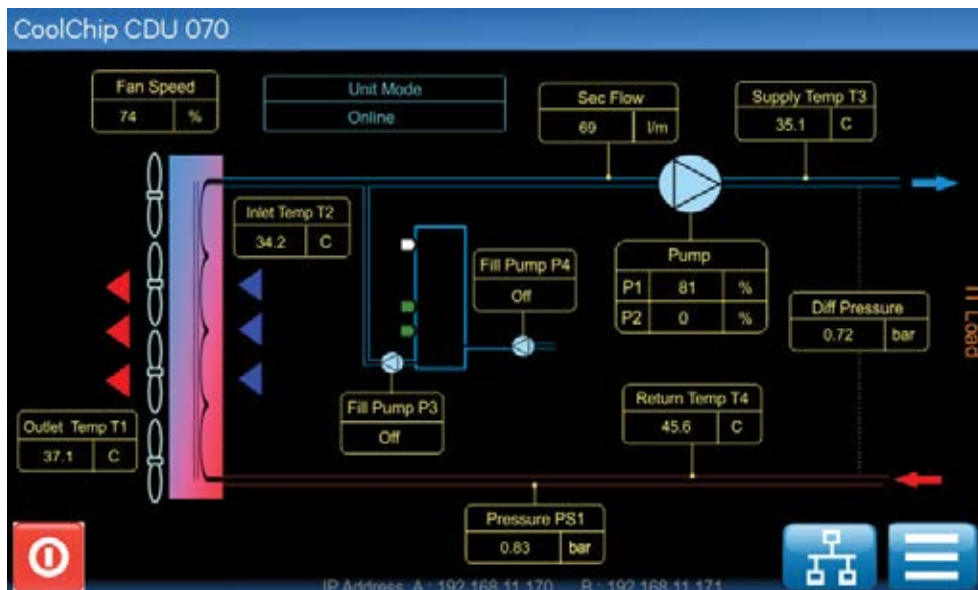 CoolChip CDU 070
Fan Speed
74 %
Unit Mode
Online
Sec Flow
69 l/m
Supply Temp T3
35.1 C
Inlet Temp T2
34.2 C
Fill Pump P4
Off
Pump
P1 81 %
P2 0 %
Diff Pressure
0.72 bar
IT Load
Fill Pump P3
Off
Return Temp T4
45.6 C
Outlet Temp T1
37.1 C
Pressure PS1
0.83 bar
IP Address A : 192.168.11.170 B : 192.168.11.171